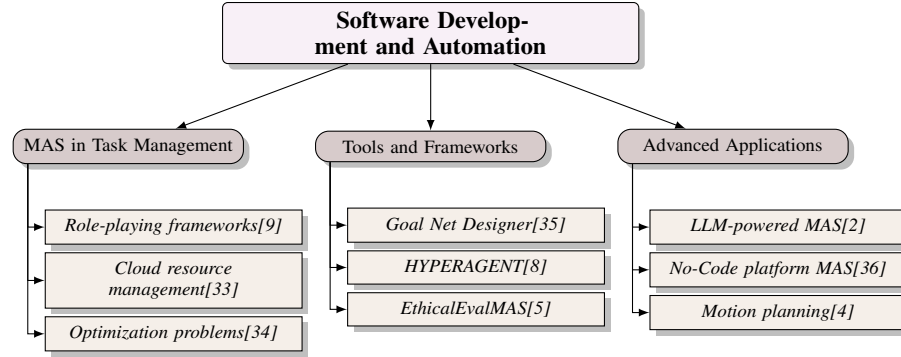 Software Develop-
ment and Automation
MAS in Task Management
Role-playing frameworks[9]
Cloud resource
management[33]
Optimization problems[34]
Tools and Frameworks
Goal Net Designer[35]
HYPERAGENT[8]
EthicalEvalMAS[5]
Advanced Applications
LLM-powered MAS[2]
No-Code platform MAS[36]
Motion planning[4]